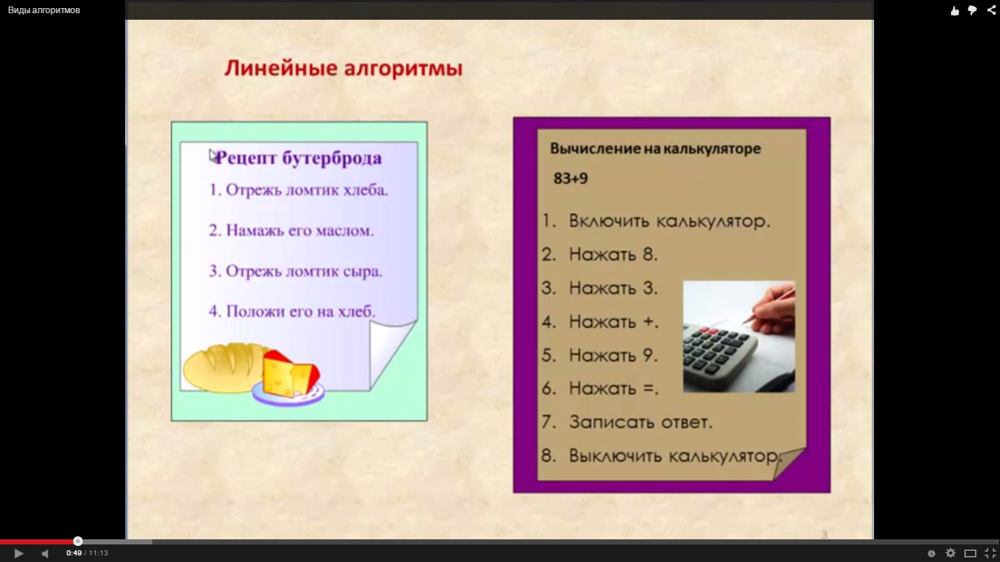 Виды алгоритмов
Линейные алгоритмы
Рецепт бутерброда
1. Отрежь ломтик хлеба.
2. Намажь его маслом.
3. Отрежь ломтик сыра.
4. Положи его на хлеб.
Вычисление на калькуляторе
83+9
1. Включить калькулятор.
2. Нажать 8.
3. Нажать 3.
4. Нажать +.
5. Нажать 9.
6. Нажать =.
7. Записать ответ.
8. Выключить калькулятор.
3
0:49 / 11:13